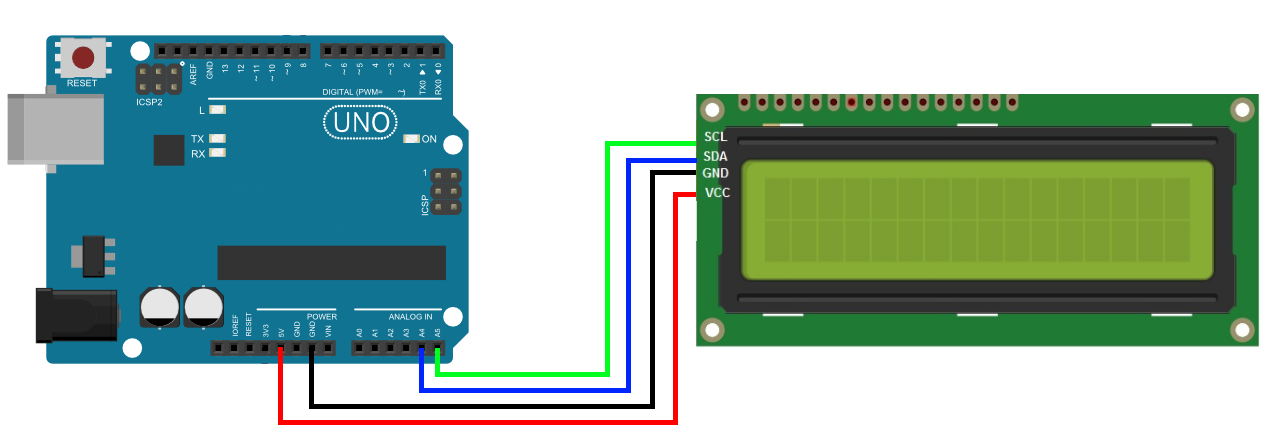 RESET
ICSP2
AREF
GND
13
12
~11
~10
~9
8
7
~6
~5
4
~3
2
TX0 ▶ 1
RX0 ◀ 0
DIGITAL (PWM=
L
TX
RX
UNO
ON
1
ICSP
POWER
ANALOG IN
IOREF
RESET
3V3
5V
GND
GND
VIN
A0
A1
A2
A3
A4
A5
SCL
SDA
GND
VCC